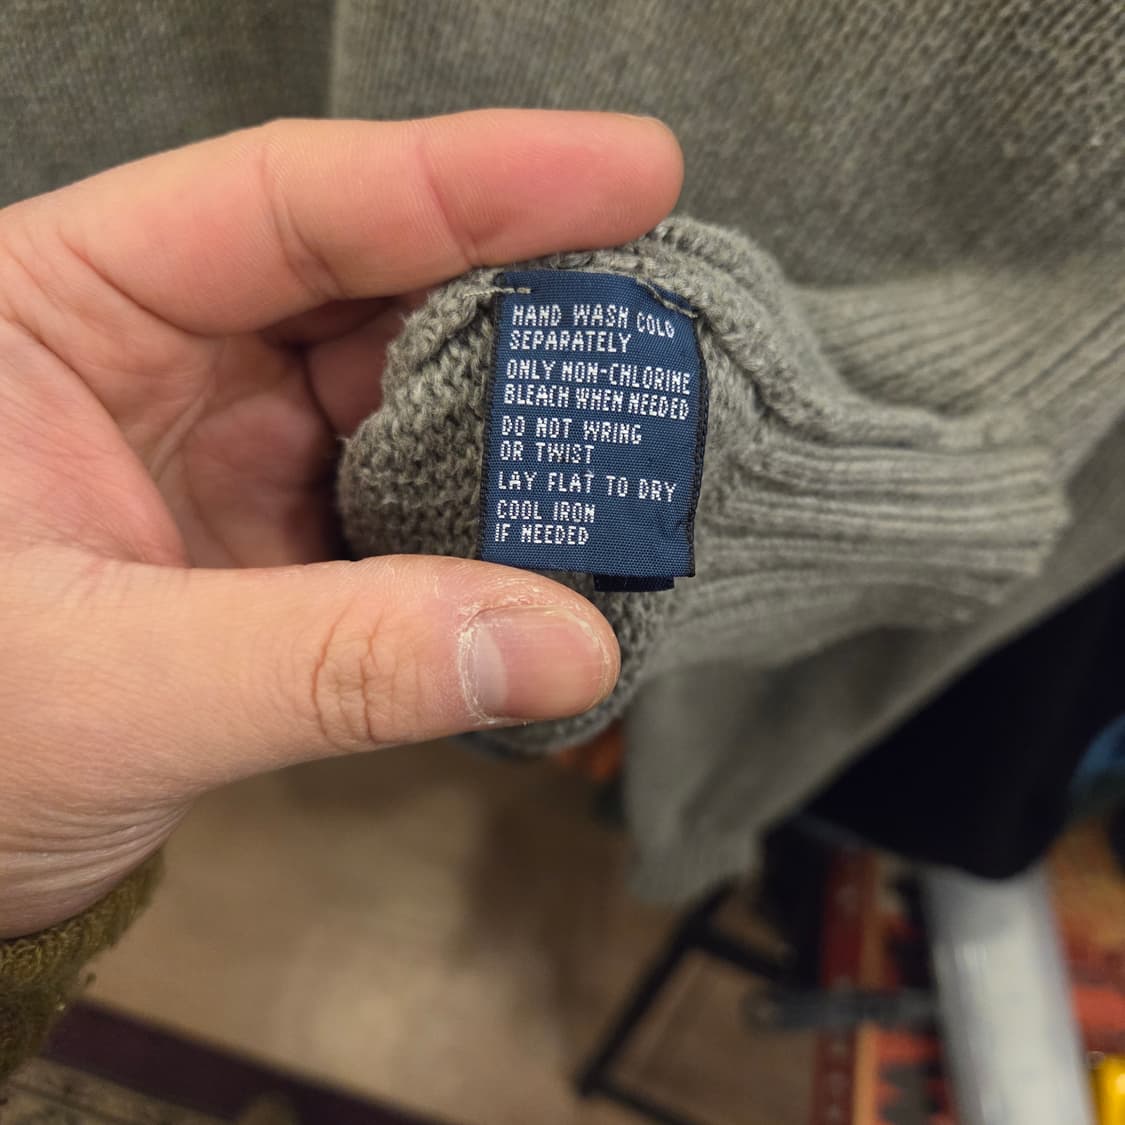 HAND WASH COLD
SEPARATELY
ONLY NON-CHLORINE
BLEACH WHEN NEEDED
DO NOT WRING
OR TWIST
LAY FLAT TO DRY
COOL IRON
IF NEEDED